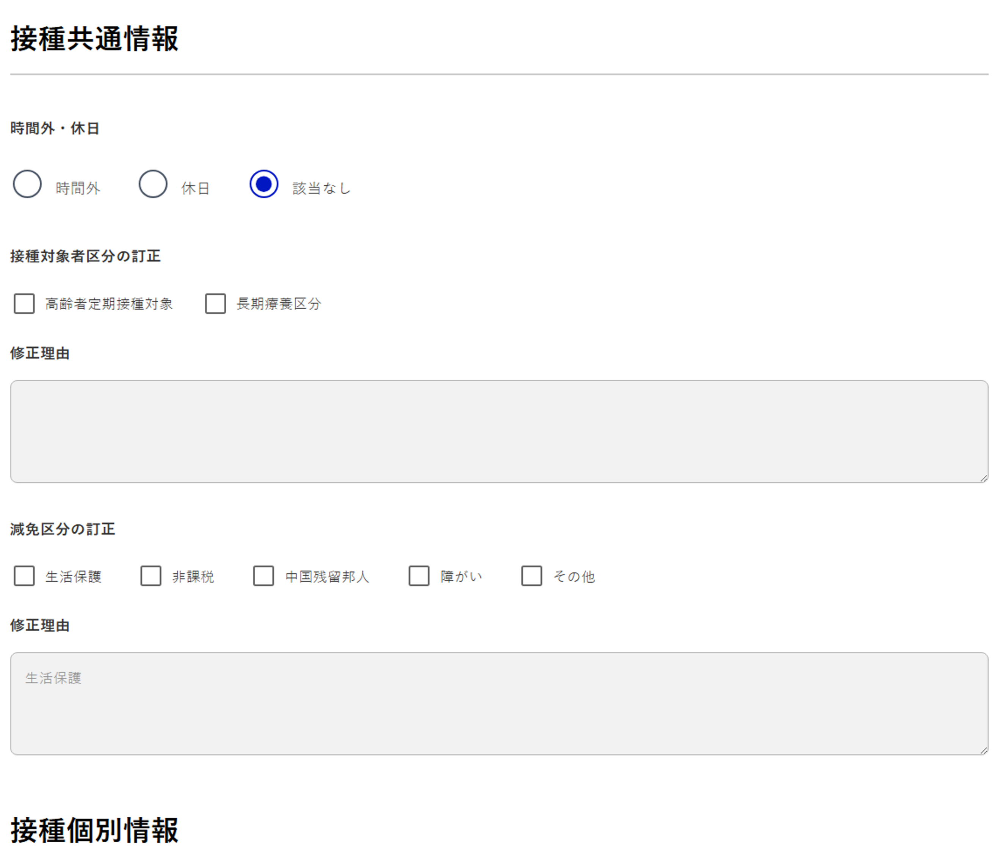 接種共通情報
時間外・休日
時間外 休日 該当なし
接種対象者区分の訂正
高齢者定期接種対象 長期療養区分
修正理由
減免区分の訂正
生活保護 非課税 中国残留邦人 障がい その他
修正理由
生活保護
接種個別情報